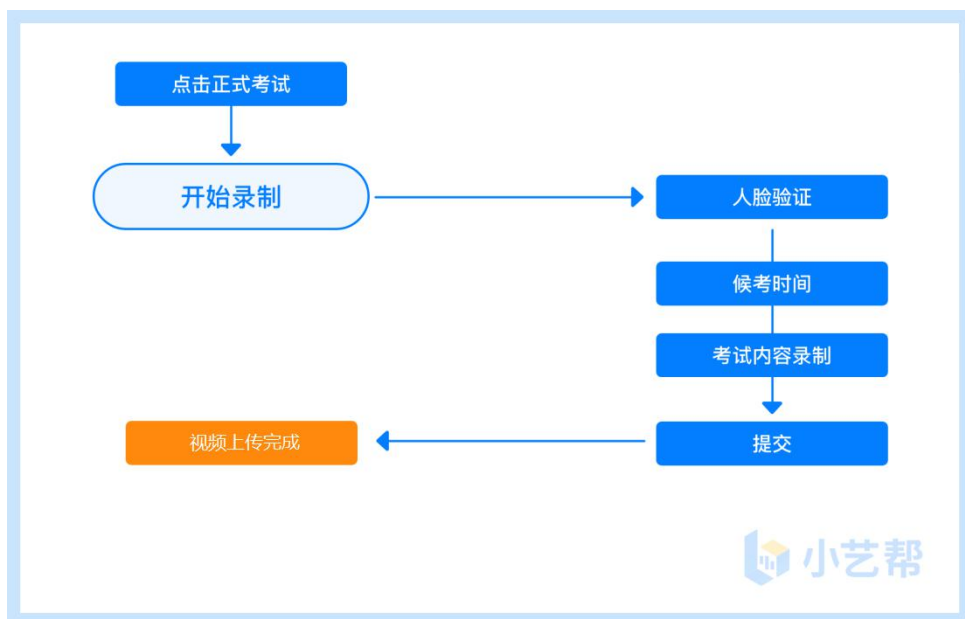 点击正式考试
开始录制
人脸验证
候考时间
考试内容录制
提交
视频上传完成
小艺帮